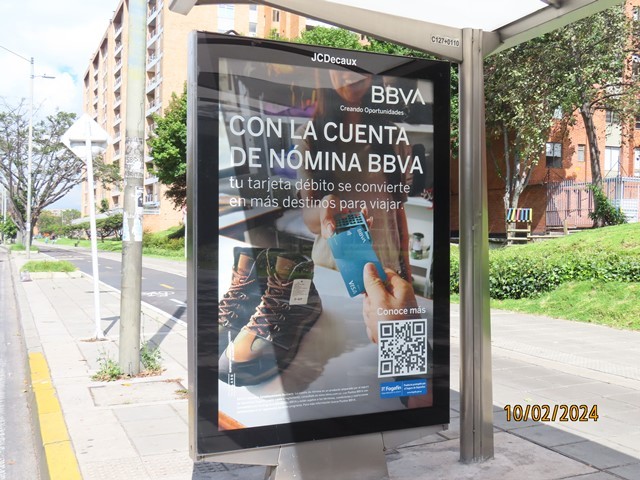 C127+0110
JCDecaux
BBVA
Creando Oportunidades
CON LA CUENTA
DE NÓMINA BBVA
tu tarjeta débito se convierte
en más destinos para viajar.
VISA
Conoce más
Fogafín
10/02/2024